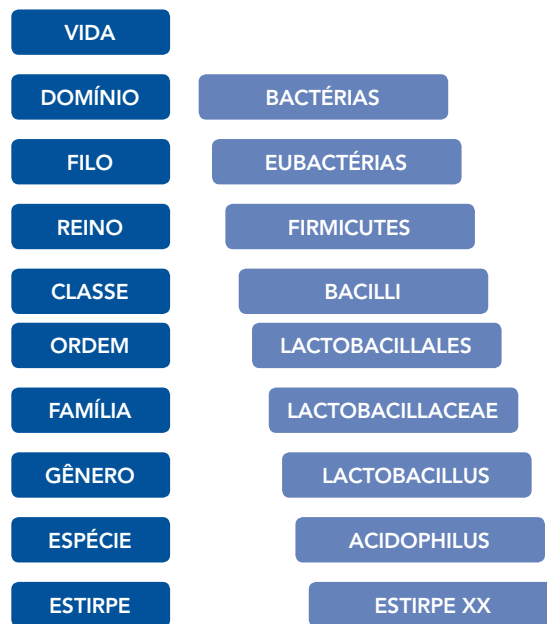 VIDA
DOMÍNIO BACTÉRIAS
FILO EUBACTÉRIAS
REINO FIRMICUTES
CLASSE BACILLI
ORDEM LACTOBACILLALES
FAMÍLIA LACTOBACILLACEAE
GÊNERO LACTOBACILLUS
ESPÉCIE ACIDOPHILUS
ESTIRPE ESTIRPE XX